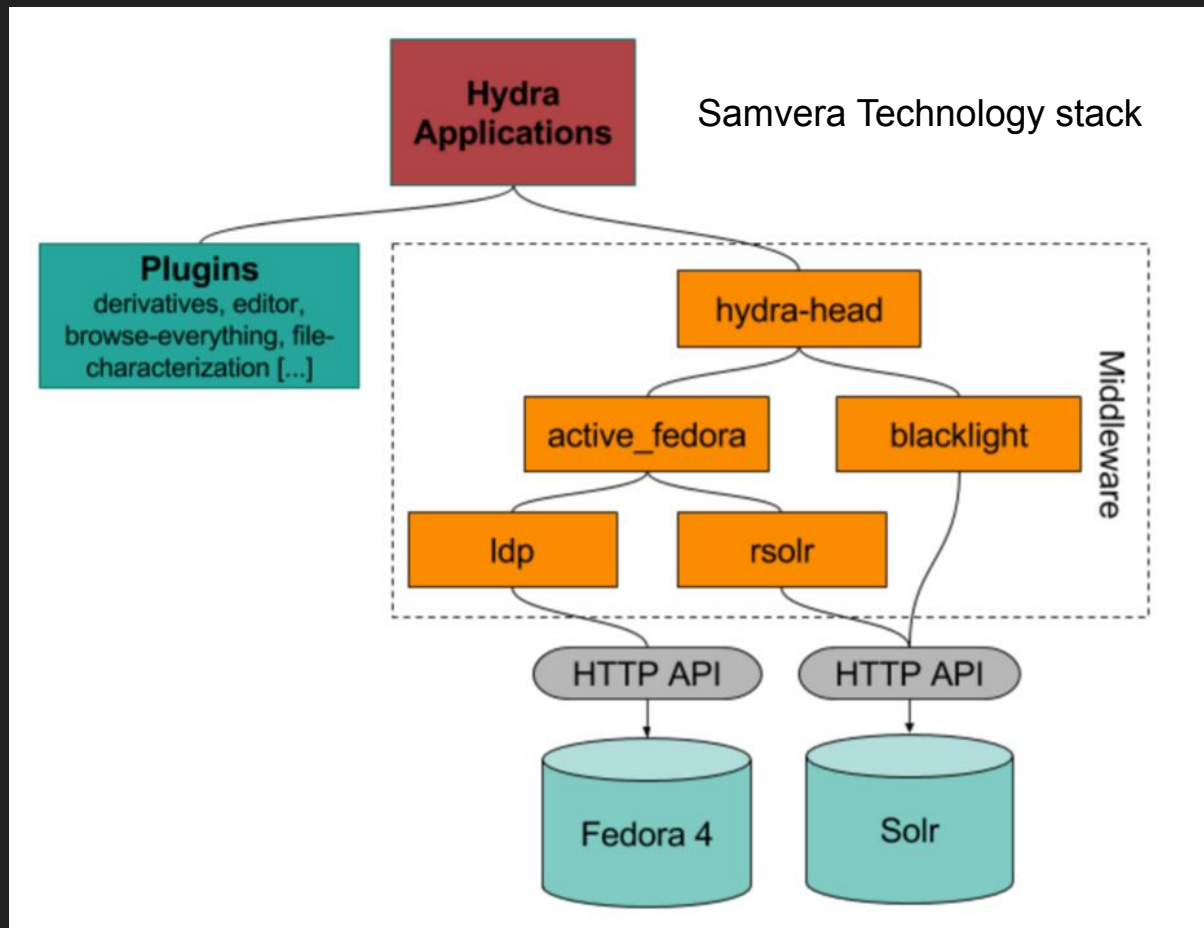 Hydra
Applications
Samvera Technology stack
Plugins
derivatives, editor,
browse-everything, file-
characterization [...]
hydra-head
Middleware
active_fedora
blacklight
ldp
rsolr
HTTP API
HTTP API
Fedora 4
Solr